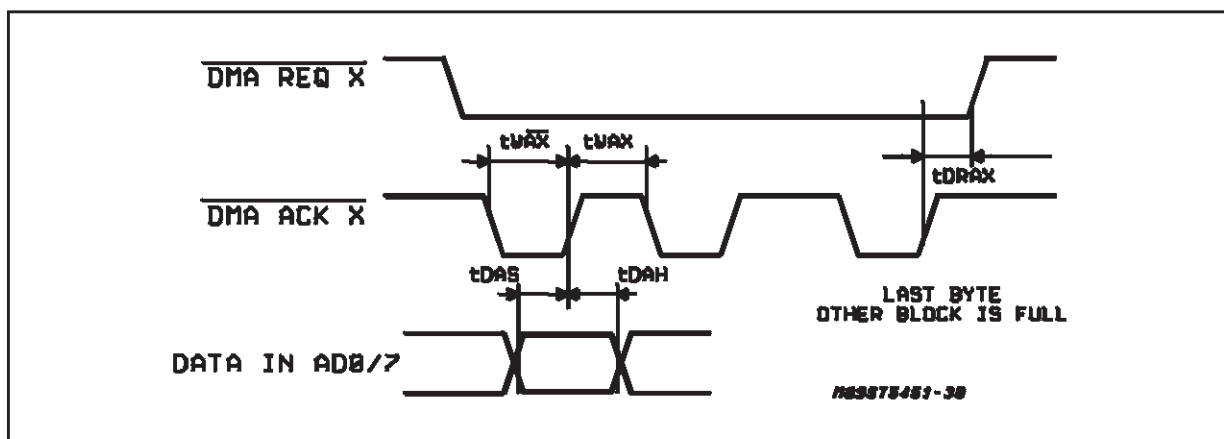 DMA REQ X
tWAX tWAX
tDRAX
DMA ACK X
tDAS tDAH
LAST BYTE
OTHER BLOCK IS FULL
DATA IN AD0/7